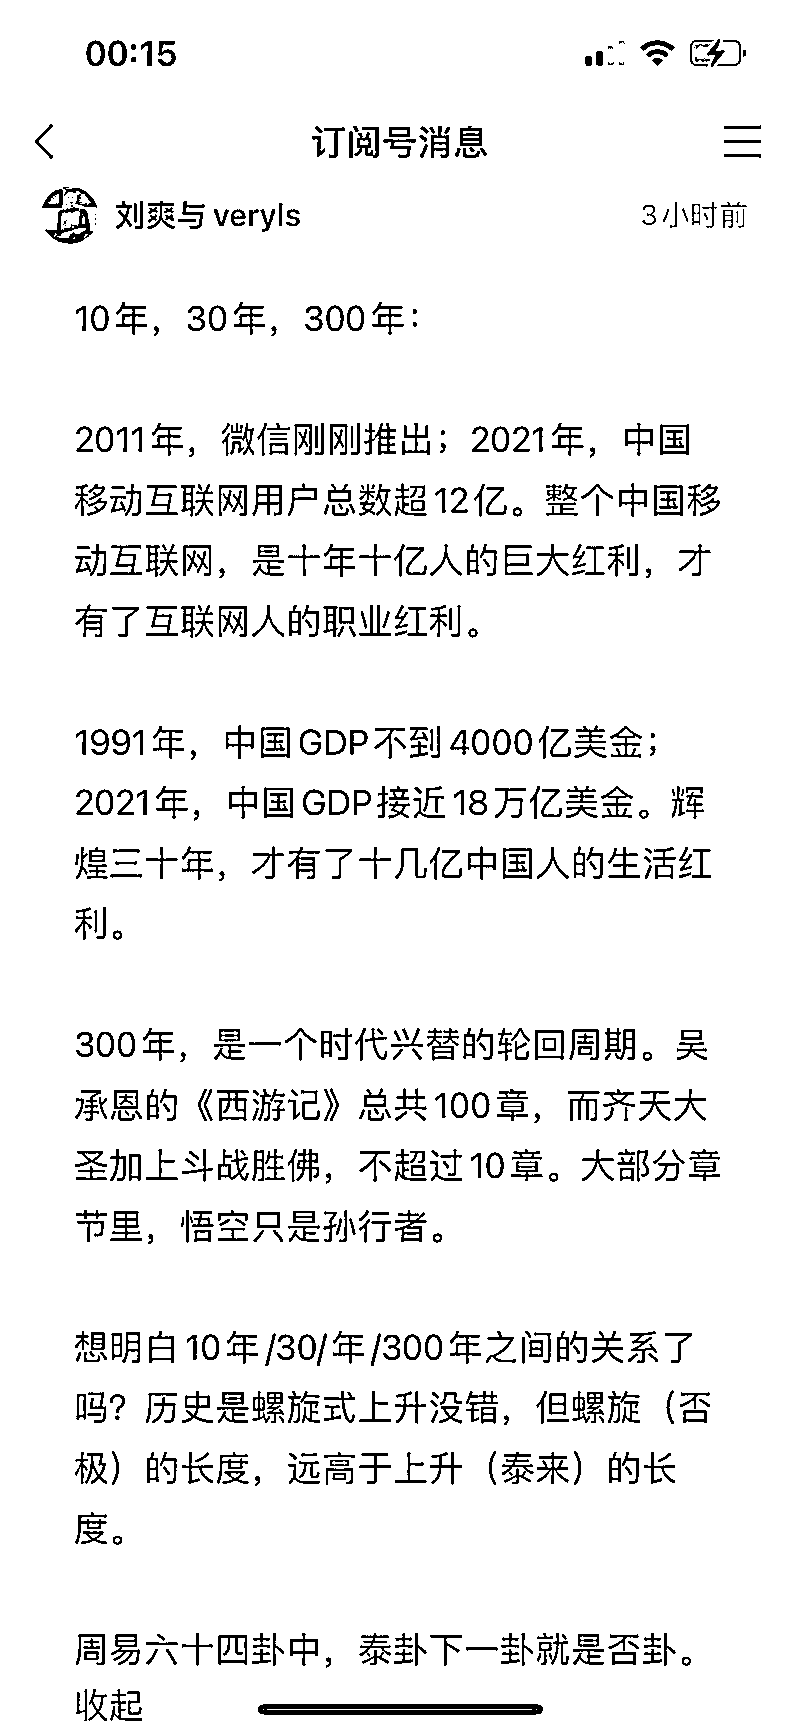 00:15
订阅号消息
刘爽与 veryls 3小时前
10年，30年，300年：
2011年，微信刚刚推出；2021年，中国
移动互联网用户总数超12亿。整个中国移
动互联网，是十年十亿人的巨大红利，才
有了互联网人的职业红利。
1991年，中国GDP不到4000亿美金；
2021年，中国GDP接近18万亿美金。辉
煌三十年，才有了十几亿中国人的生活红
利。
300年，是一个时代兴替的轮回周期。吴
承恩的《西游记》总共100章，而齐天大
圣加上斗战胜佛，不超过10章。大部分章
节里，悟空只是孙行者。
想明白10年/30/年/300年之间的关系了
吗？历史是螺旋式上升没错，但螺旋（否
极）的长度，远高于上升（泰来）的长
度。
周易六十四卦中，泰卦下一卦就是否卦。
收起